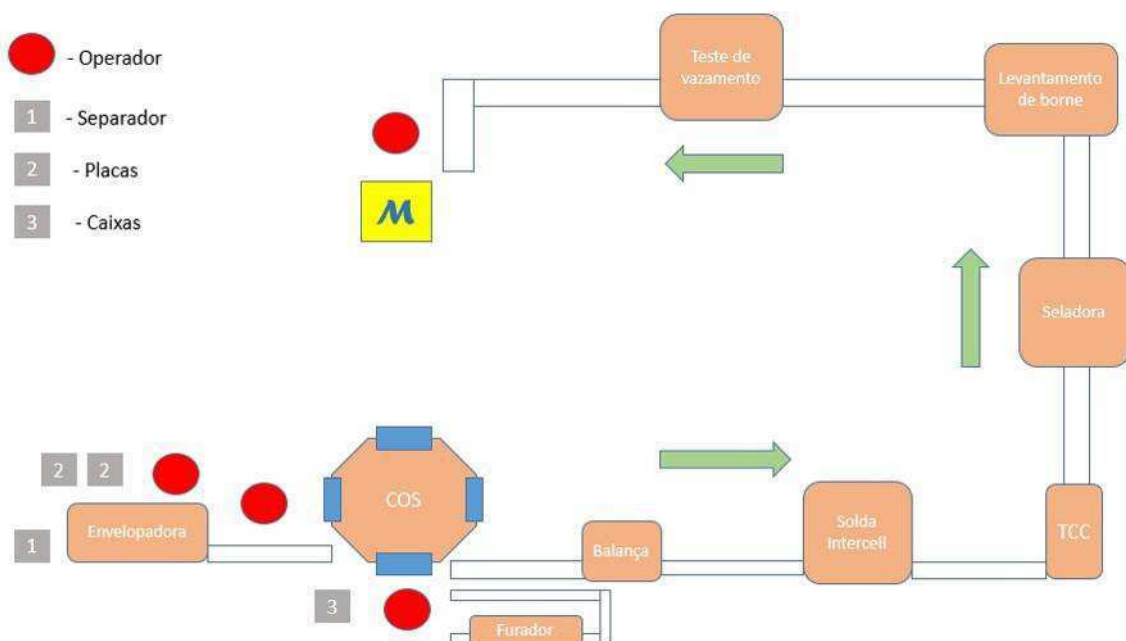 - Operador
1 - Separador
2 - Placas
3 - Caixas
Teste de
vazamento
Levantamento
de borne
M
Seladora
2 2
Envelopadora
1
COS
3
Balança
Furador
Solda
Intercell
TCC